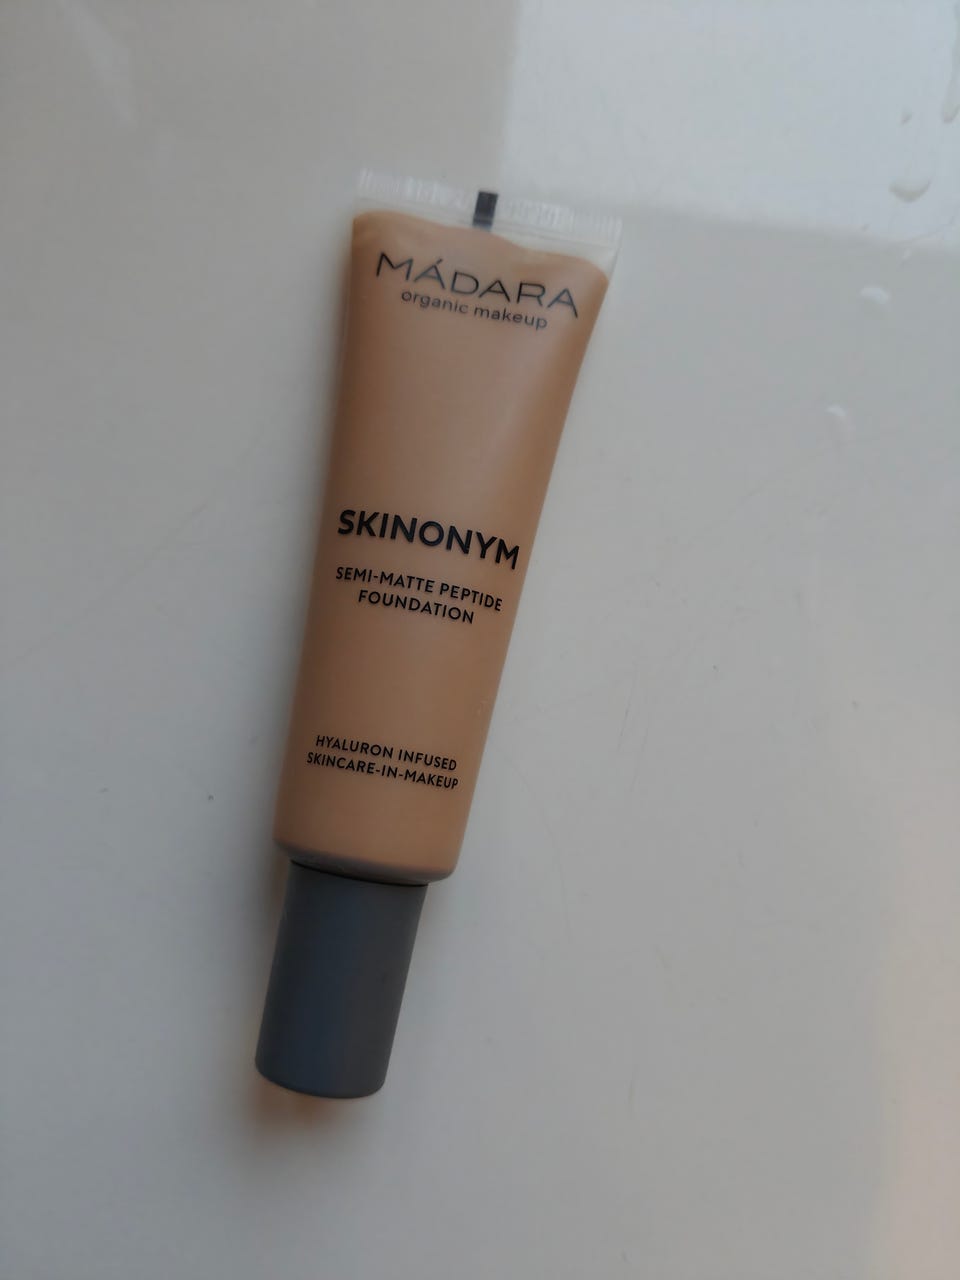 MÁDARA
organic makeup
SKINONYM
SEMI-MATTE PEPTIDE
FOUNDATION
HYALURON INFUSED
SKINCARE-IN-MAKEUP